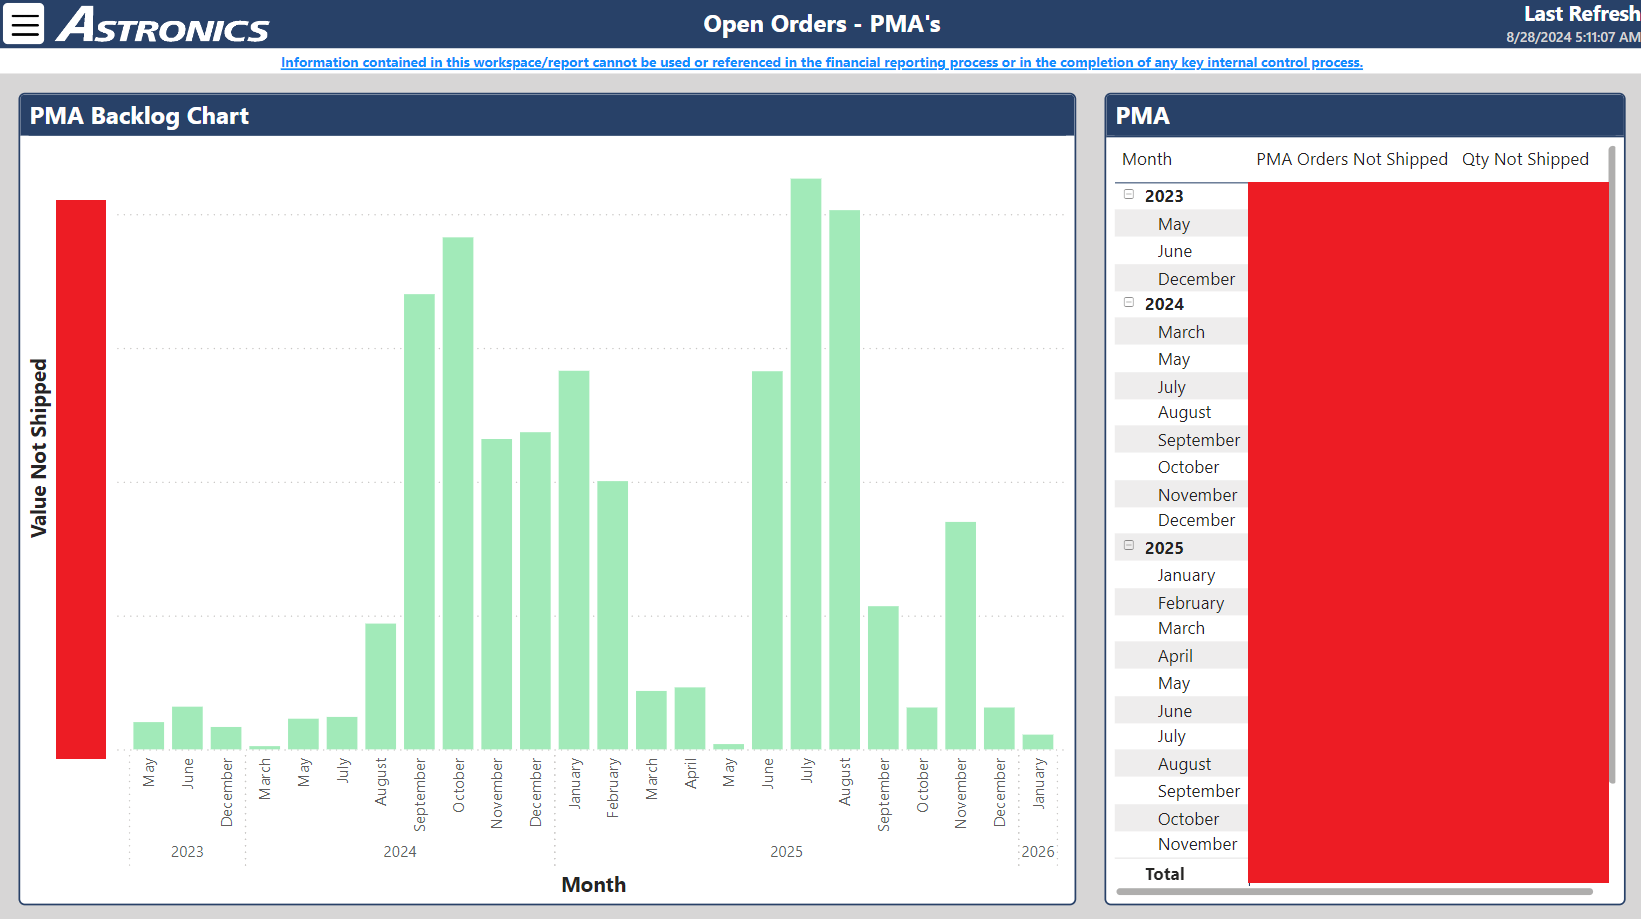 ASTRONICS
Open Orders - PMA's
Last Refresh
8/28/2024 5:11:07 AM
Information contained in this workspace/report cannot be used or referenced in the financial reporting process or in the completion of any key internal control process.
PMA Backlog Chart
Value Not Shipped
May
June
December
March
May
July
August
September
October
November
December
January
February
March
April
May
June
July
August
September
October
November
December
January
2023
2024
2025
2026
Month
PMA
Month PMA Orders Not Shipped Qty Not Shipped
2023
May
June
December
2024
March
May
July
August
September
October
November
December
2025
January
February
March
April
May
June
July
August
September
October
November
Total